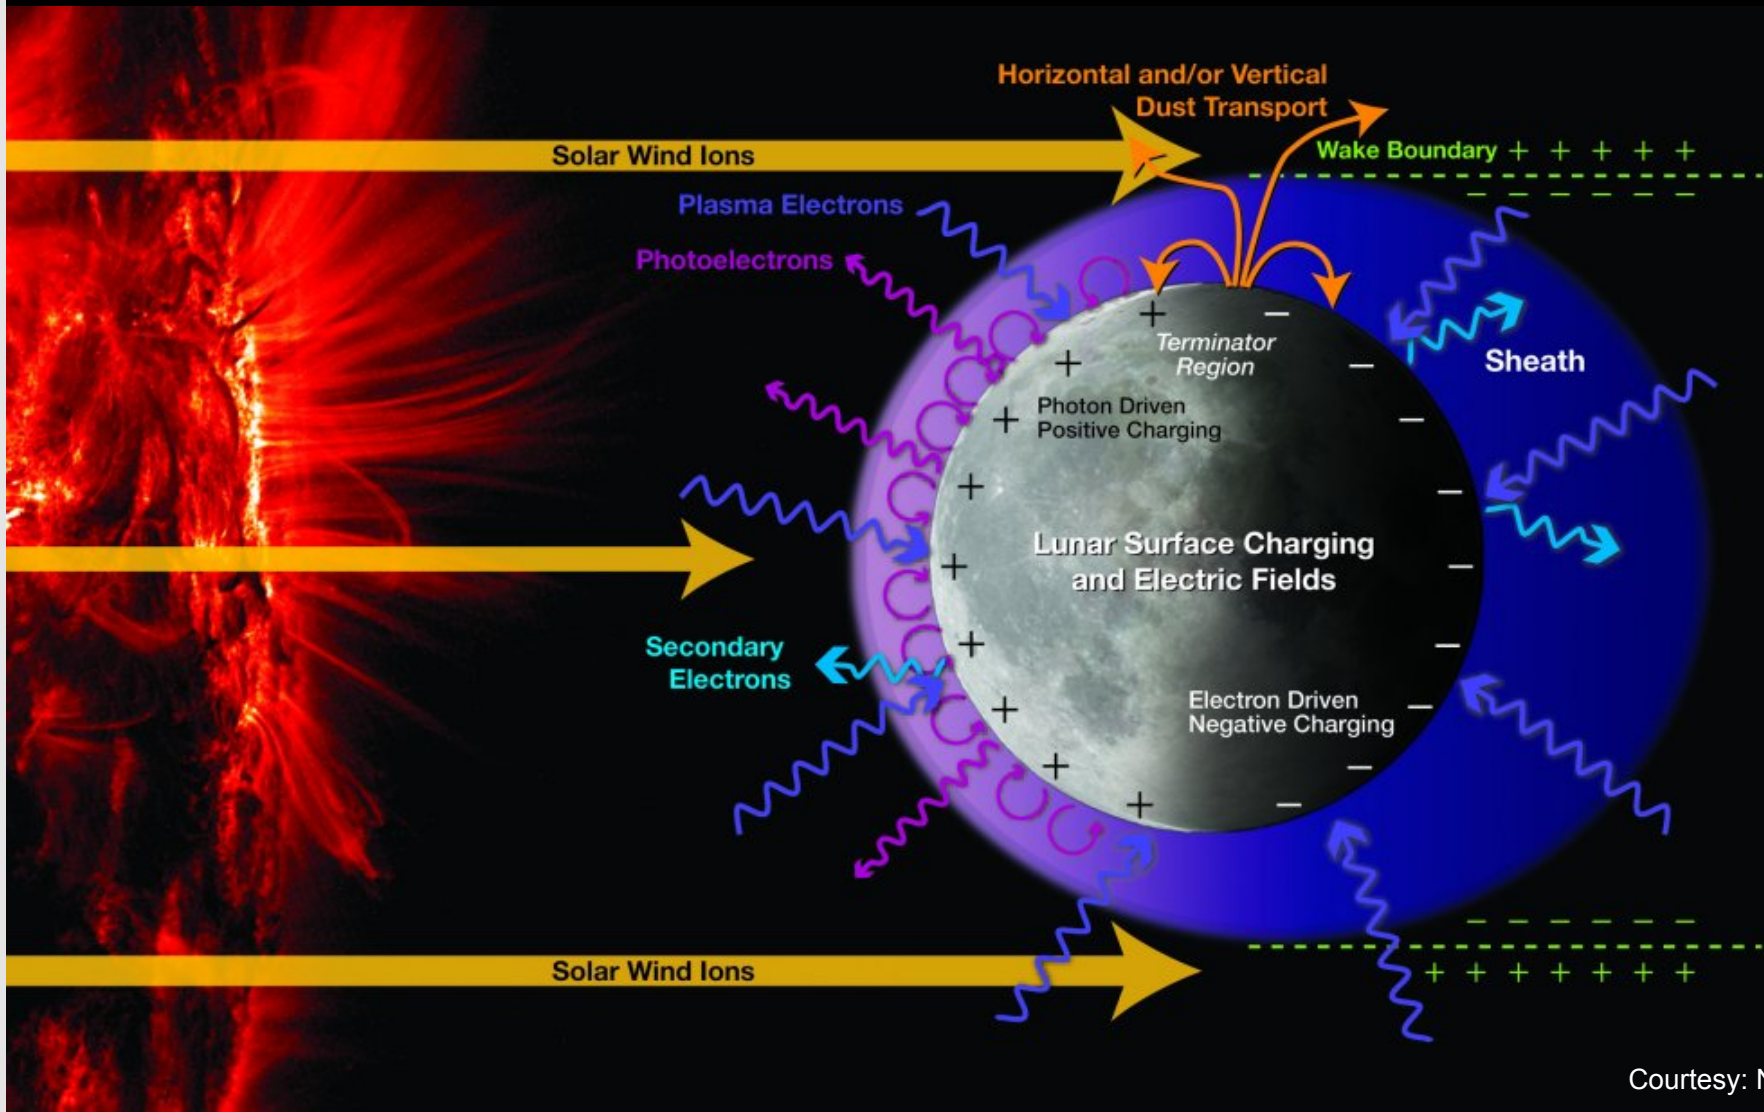 Horizontal and/or Vertical
Dust Transport
Solar Wind Ions
Wake Boundary + + + + +
− − − − − −
Plasma Electrons
Photoelectrons
+ −
Terminator
Region
+ −
Sheath
Photon Driven
Positive Charging
+ −
+ −
Lunar Surface Charging
and Electric Fields
+ −
Secondary
Electrons
+ −
Electron Driven
Negative Charging
+ −
+ −
+ −
− − − − − −
Solar Wind Ions
+ + + + + + +
Courtesy: